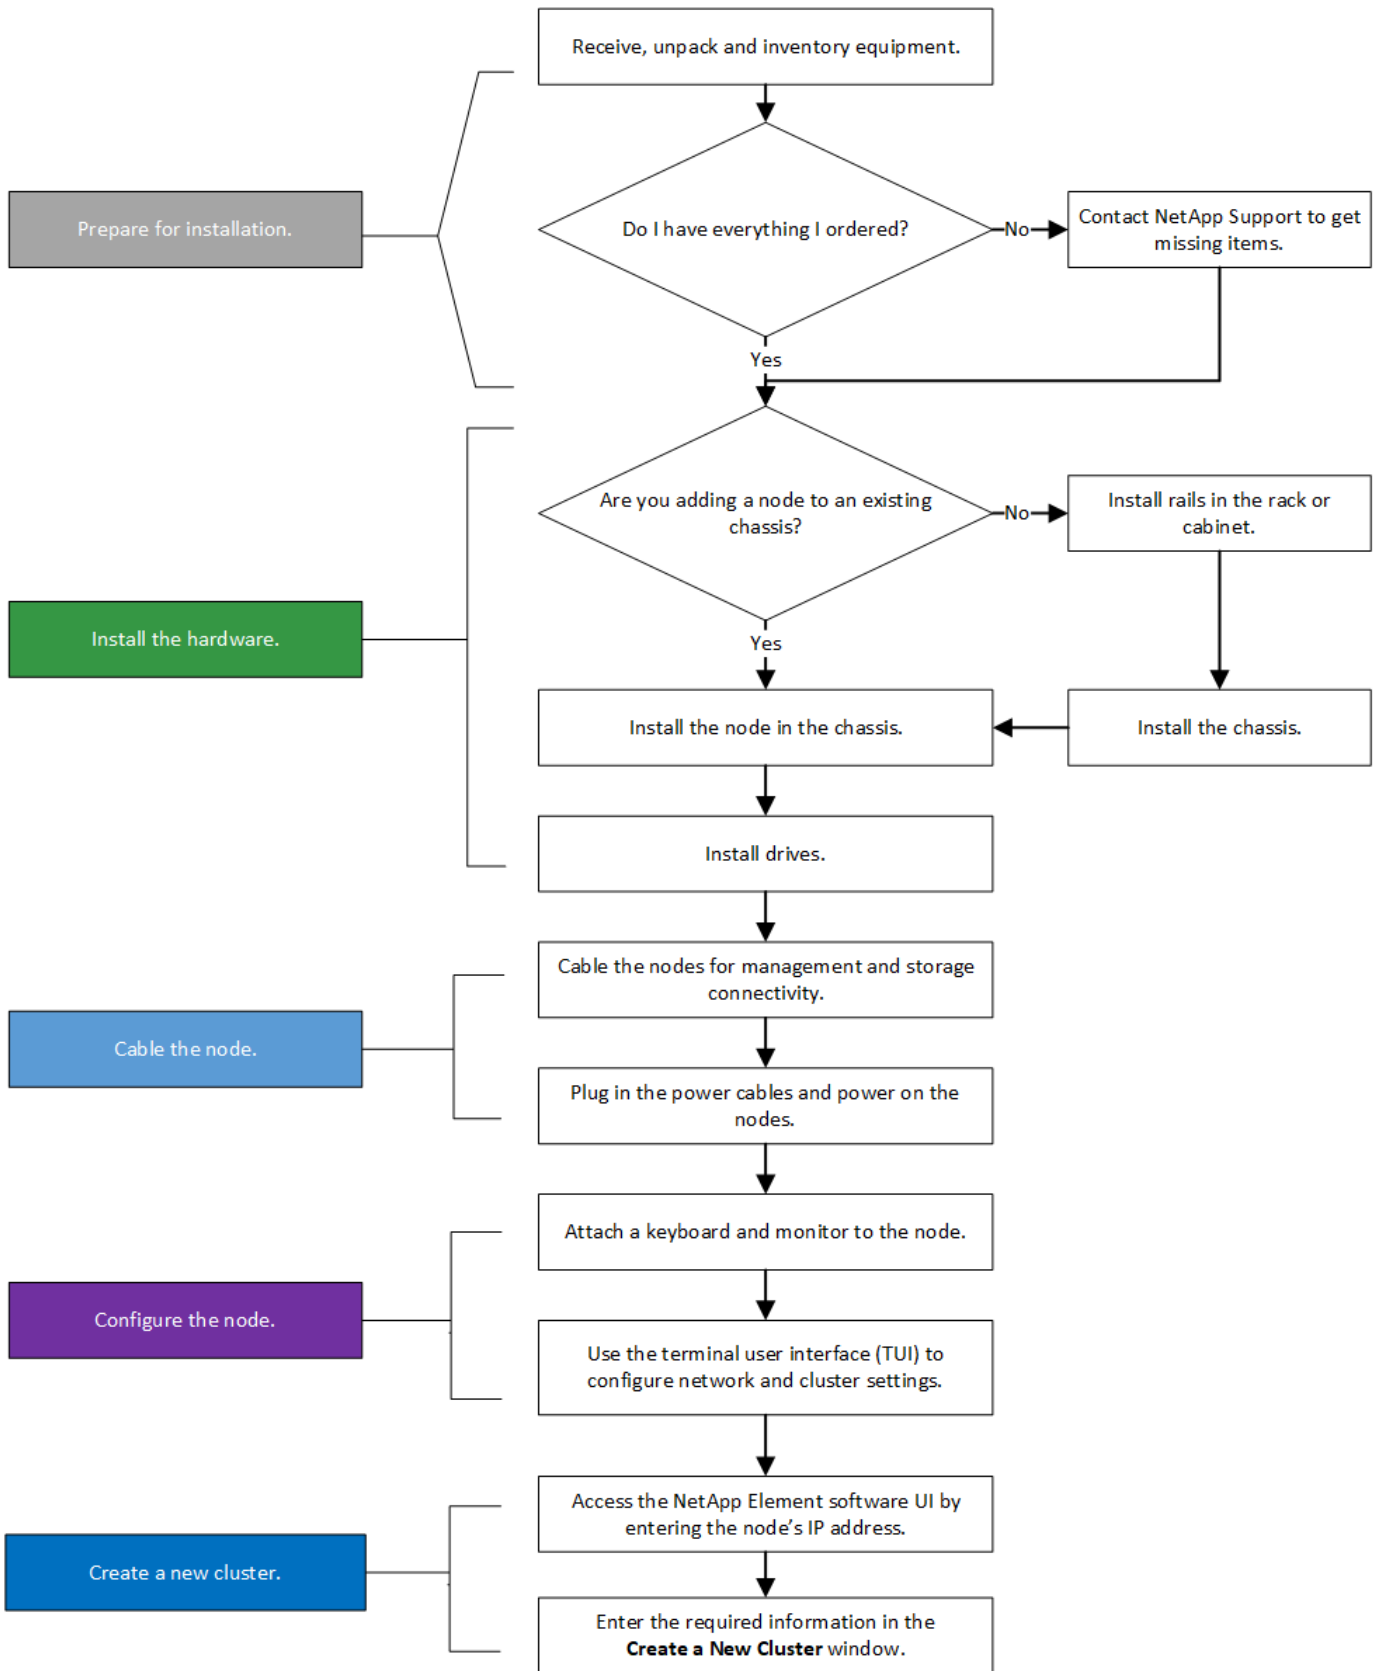 Receive, unpack and inventory equipment.
Prepare for installation.
Do I have everything I ordered?
No
Contact NetApp Support to get
missing items.
Yes
Are you adding a node to an existing
chassis?
No
Install rails in the rack or
cabinet.
Install the hardware.
Yes
Install the node in the chassis.
Install the chassis.
Install drives.
Cable the nodes for management and storage
connectivity.
Cable the node.
Plug in the power cables and power on the
nodes.
Attach a keyboard and monitor to the node.
Configure the node.
Use the terminal user interface (TUI) to
configure network and cluster settings.
Access the NetApp Element software UI by
entering the node’s IP address.
Create a new cluster.
Enter the required information in the
Create a New Cluster window.